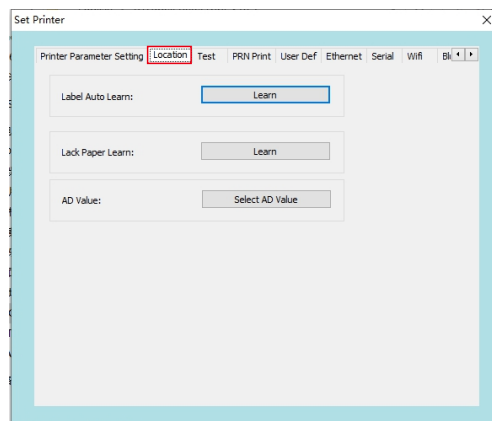 Set Printer
Printer Parameter Setting Location Test PRN Print User Def Ethernet Serial Wifi
Label Auto Learn: Learn
Lack Paper Learn: Learn
AD Value: Select AD Value